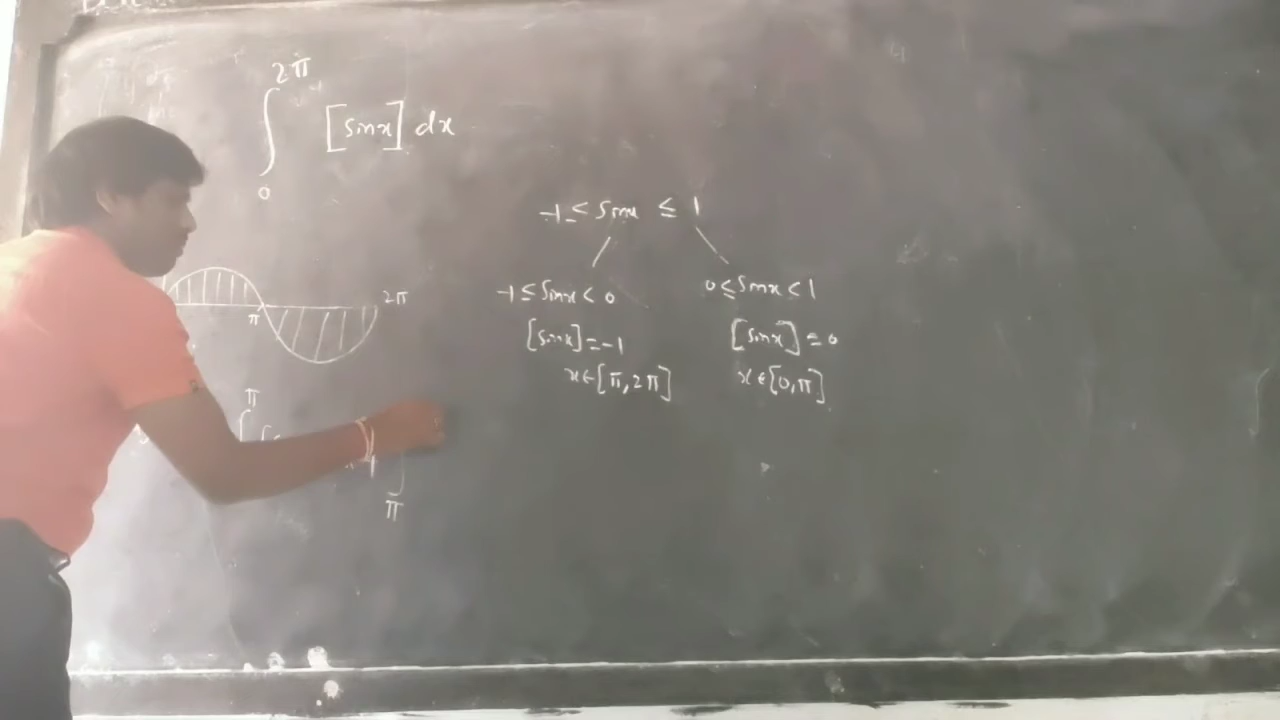 2π
∫ [sinx] dx
0
-1 ≤ sinx ≤ 1
-1 ≤ sinx < 0
0 ≤ sinx < 1
[sinx] = -1
[sinx] = 0
x∈[π, 2π]
x∈[0, π]
π
2π
π
∫
π